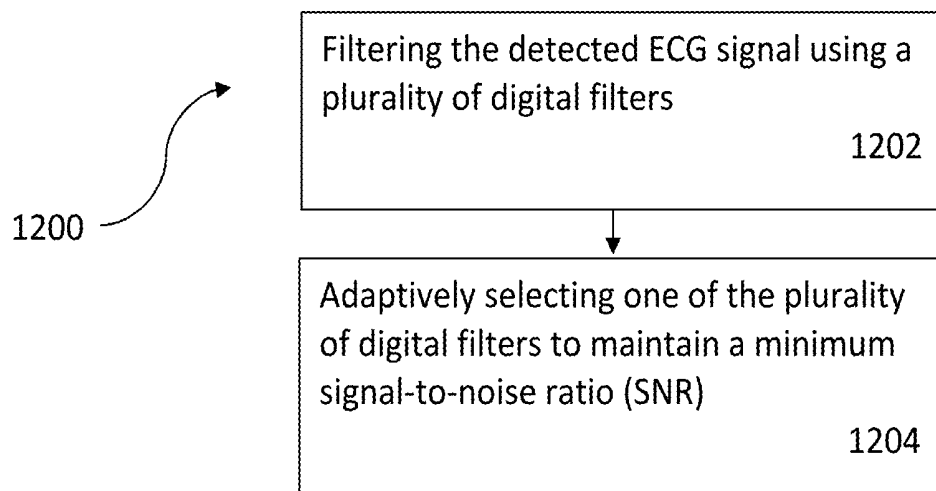 Filtering the detected ECG signal using a
plurality of digital filters
1202
1200
Adaptively selecting one of the plurality
of digital filters to maintain a minimum
signal-to-noise ratio (SNR)
1204